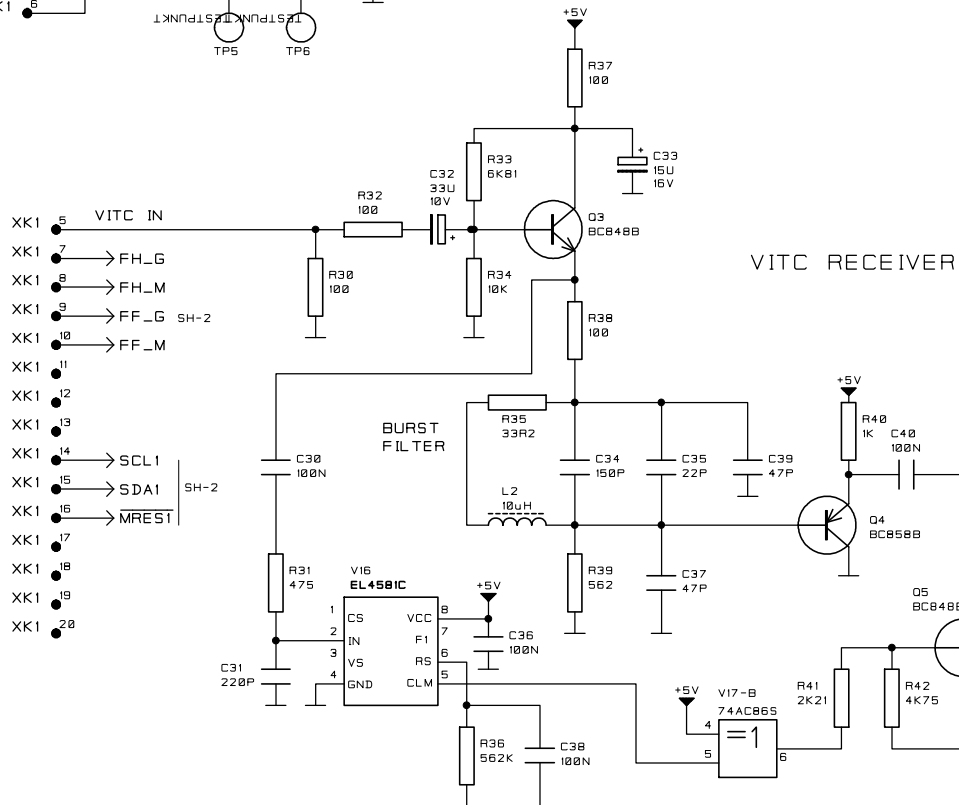 6
TESTPUNKT TESTPUNKT
TP5 TP6
+5V
R37
100
R33
6K81
+
C33
15U
16V
C32
33U
10V
+
R32
100
XK1 5 VITC IN
Q3
BC848B
XK1 7 FH_G
XK1 8 FH_M
XK1 9 FF_G SH-2
XK1 10 FF_M
XK1 11
XK1 12
XK1 13
XK1 14 SCL1
XK1 15 SDA1 SH-2
XK1 16 MRES1
XK1 17
XK1 18
XK1 19
XK1 20
R30
100
R34
10K
VITC RECEIVER
R38
100
BURST
FILTER
R35
33R2
C34
150P
C35
22P
C39
47P
+5V
R40
1K
C40
100N
C30
100N
L2
10uH
Q4
BC858B
R31
475
R39
562
C37
47P
V16
EL4581C
1 CS
2 IN
3 VS
4 GND
VCC 8
F1 7
RS 6
CLM 5
+5V
C36
100N
C31
220P
Q5
BC848B
+5V
V17-B
74AC86S
4
5
=1
6
R41
2K21
R42
4K75
R36
562K
C38
100N